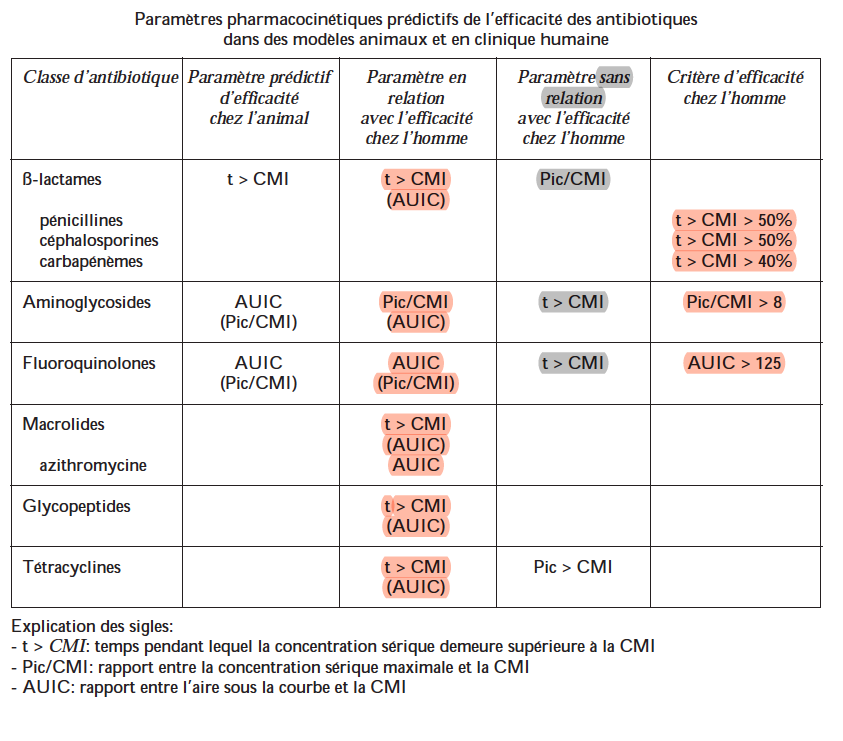 Paramètres pharmacocinétiques prédictifs de l'efficacité des antibiotiques
dans des modèles animaux et en clinique humaine
Classe d'antibiotique Paramètre prédictif Paramètre en Paramètre sans Critère d'efficacité
d'efficacité relation relation chez l'homme
chez l'animal avec l'efficacité avec l'efficacité
chez l'homme chez l'homme
ß-lactames t > CMI t > CMI Pic/CMI
(AUIC)
pénicillines t > CMI > 50%
céphalosporines t > CMI > 50%
carbapénèmes t > CMI > 40%
Aminoglycosides AUIC Pic/CMI t > CMI Pic/CMI > 8
(Pic/CMI) (AUIC)
Fluoroquinolones AUIC AUIC t > CMI AUIC > 125
(Pic/CMI) (Pic/CMI)
Macrolides t > CMI
(AUIC)
azithromycine AUIC
Glycopeptides t > CMI
(AUIC)
Tétracyclines t > CMI Pic > CMI
(AUIC)
Explication des sigles:
- t > CMI: temps pendant lequel la concentration sérique demeure supérieure à la CMI
- Pic/CMI: rapport entre la concentration sérique maximale et la CMI
- AUIC: rapport entre l'aire sous la courbe et la CMI